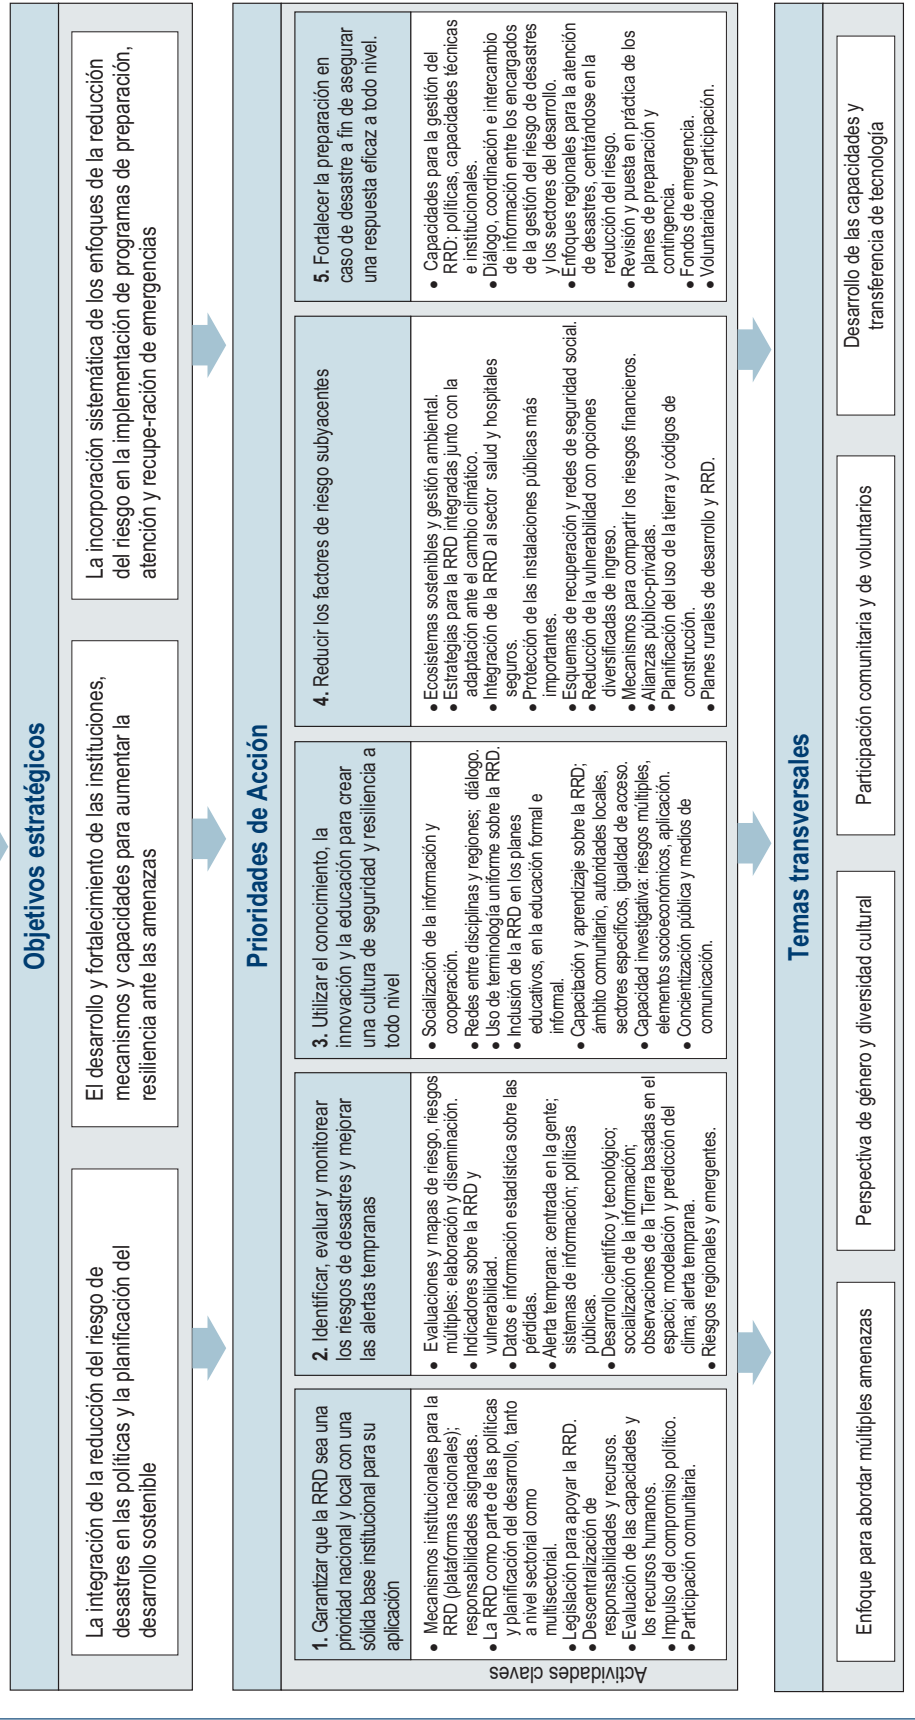 Objetivos estratégicos
La integración de la reducción del riesgo de
desastres en las políticas y la planificación del
desarrollo sostenible
El desarrollo y fortalecimiento de las instituciones,
mecanismos y capacidades para aumentar la
resiliencia ante las amenazas
La incorporación sistemática de los enfoques de la reducción
del riesgo en la implementación de programas de preparación,
atención y recupe-ración de emergencias
Prioridades de Acción
1. Garantizar que la RRD sea una
prioridad nacional y local con una
sólida base institucional para su
aplicación
2. Identificar, evaluar y monitorear
los riesgos de desastres y mejorar
las alertas tempranas
3. Utilizar el conocimiento, la
innovación y la educación para crear
una cultura de seguridad y resiliencia a
todo nivel
4. Reducir los factores de riesgo subyacentes
5. Fortalecer la preparación en
caso de desastre a fin de asegurar
una respuesta eficaz a todo nivel.
Actividades claves
• Mecanismos institucionales para la
RRD (plataformas nacionales);
responsabilidades asignadas.
• La RRD como parte de las políticas
y planificación del desarrollo, tanto
a nivel sectorial como
multisectorial.
• Legislación para apoyar la RRD.
• Descentralización de
responsabilidades y recursos.
• Evaluación de las capacidades y
los recursos humanos.
• Impulso del compromiso político.
• Participación comunitaria.
• Evaluaciones y mapas de riesgo, riesgos
múltiples: elaboración y diseminación.
• Indicadores sobre la RRD y
vulnerabilidad.
• Datos e información estadística sobre las
pérdidas.
• Alerta temprana: centrada en la gente;
sistemas de información; políticas
públicas.
• Desarrollo científico y tecnológico;
socialización de la información;
observaciones de la Tierra basadas en el
espacio; modelación y predicción del
clima; alerta temprana.
• Riesgos regionales y emergentes.
• Socialización de la información y
cooperación.
• Redes entre disciplinas y regiones; diálogo.
• Uso de terminología uniforme sobre la RRD.
• Inclusión de la RRD en los planes
educativos, en la educación formal e
informal.
• Capacitación y aprendizaje sobre la RRD;
ámbito comunitario, autoridades locales,
sectores específicos, igualdad de acceso.
• Capacidad investigativa: riesgos múltiples,
elementos socioeconómicos, aplicación.
• Concientización pública y medios de
comunicación.
• Ecosistemas sostenibles y gestión ambiental.
• Estrategias para la RRD integradas junto con la
adaptación ante el cambio climático.
• Integración de la RRD al sector salud y hospitales
seguros.
• Protección de las instalaciones públicas más
importantes.
• Esquemas de recuperación y redes de seguridad social.
• Reducción de la vulnerabilidad con opciones
diversificadas de ingreso.
• Mecanismos para compartir los riesgos financieros.
• Alianzas público-privadas.
• Planificación del uso de la tierra y códigos de
construcción.
• Planes rurales de desarrollo y RRD.
• Capacidades para la gestión del
RRD: políticas, capacidades técnicas
e institucionales.
• Diálogo, coordinación e intercambio
de información entre los encargados
de la gestión del riesgo de desastres
y los sectores del desarrollo.
• Enfoques regionales para la atención
de desastres, centrándose en la
reducción del riesgo.
• Revisión y puesta en práctica de los
planes de preparación y
contingencia.
• Fondos de emergencia.
• Voluntariado y participación.
Temas transversales
Enfoque para abordar múltiples amenazas
Perspectiva de género y diversidad cultural
Participación comunitaria y de voluntarios
Desarrollo de las capacidades y
transferencia de tecnología